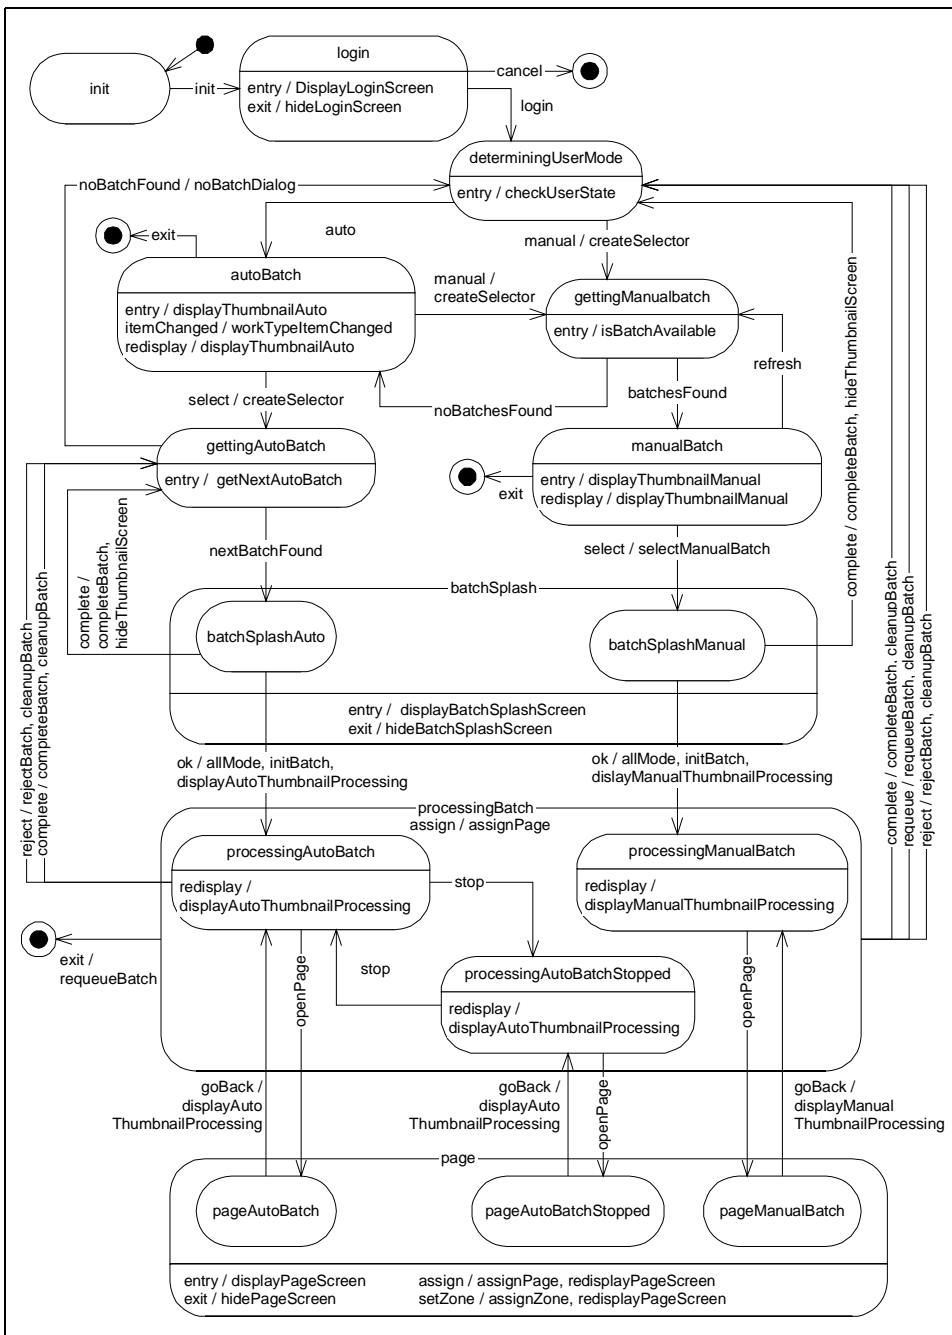 login
init
init
entry / DisplayLoginScreen
exit / hideLoginScreen
cancel
login
determiningUserMode
entry / checkUserState
noBatchFound / noBatchDialog
exit
auto
manual / createSelector
autoBatch
entry / displayThumbnailAuto
itemChanged / workTypeItemChanged
redisplay / displayThumbnailAuto
manual /
createSelector
gettingManualbatch
entry / isBatchAvailable
refresh
select / createSelector
noBatchesFound
batchesFound
gettingAutoBatch
entry / getNextAutoBatch
manualBatch
entry / displayThumbnailManual
redisplay / displayThumbnailManual
exit
complete / completeBatch, hideThumbnailScreen
nextBatchFound
select / selectManualBatch
complete /
completeBatch,
hideThumbnailScreen
batchSplash
batchSplashAuto
batchSplashManual
entry / displayBatchSplashScreen
exit / hideBatchSplashScreen
reject / rejectBatch, cleanupBatch
complete / completeBatch, cleanupBatch
complete / completeBatch, cleanupBatch
requeue / requeueBatch, cleanupBatch
reject / rejectBatch, cleanupBatch
ok / allMode, initBatch,
displayAutoThumbnailProcessing
ok / allMode, initBatch,
dislayManualThumbnailProcessing
processingBatch
assign / assignPage
processingAutoBatch
redisplay /
displayAutoThumbnailProcessing
stop
processingManualBatch
redisplay /
displayManualThumbnailProcessing
exit /
requeueBatch
openPage
stop
processingAutoBatchStopped
redisplay /
displayAutoThumbnailProcessing
openPage
goBack /
displayAuto
ThumbnailProcessing
goBack /
displayAuto
ThumbnailProcessing
openPage
goBack /
displayManual
ThumbnailProcessing
page
pageAutoBatch
pageAutoBatchStopped
pageManualBatch
entry / displayPageScreen
exit / hidePageScreen
assign / assignPage, redisplayPageScreen
setZone / assignZone, redisplayPageScreen